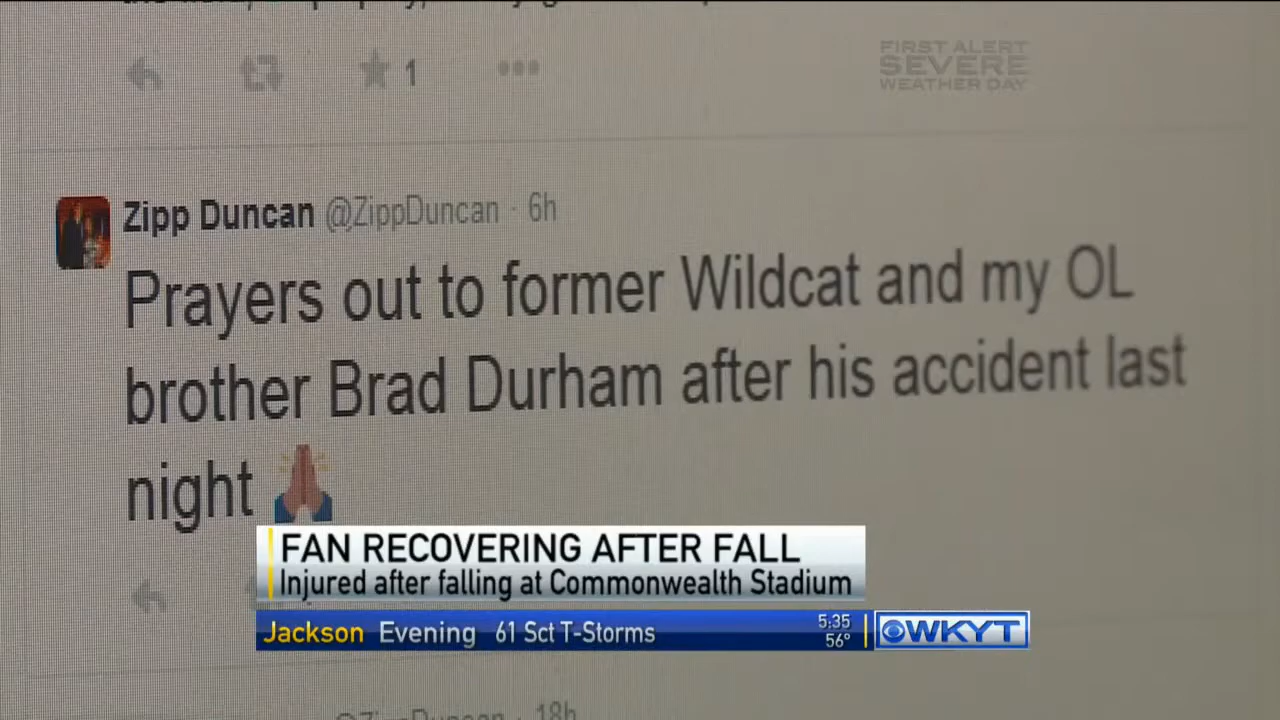 1
FIRST ALERT
SEVERE
WEATHER DAY
Zipp Duncan @ZippDuncan · 6h
Prayers out to former Wildcat and my OL
brother Brad Durham after his accident last
night
FAN RECOVERING AFTER FALL
Injured after falling at Commonwealth Stadium
Jackson Evening 61 Sct T-Storms
5:35
56°
WKYT
18h